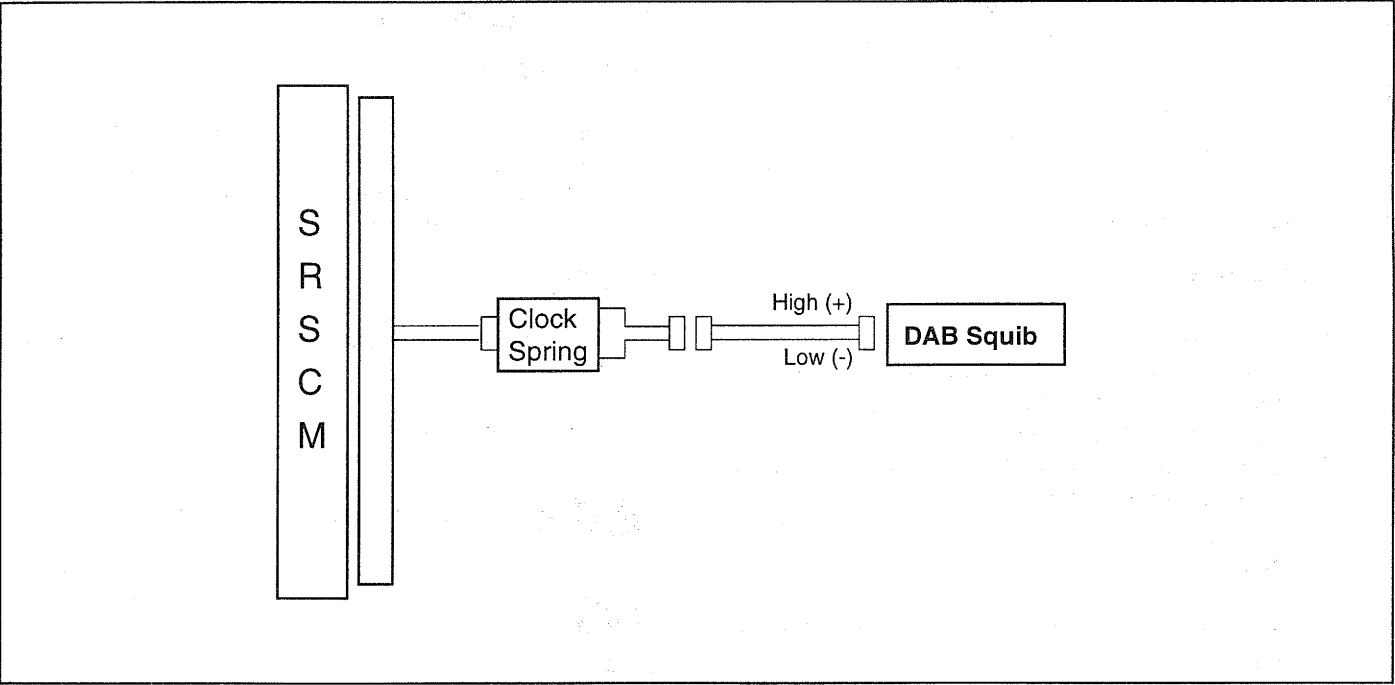 S
R
S
C
M
Clock
Spring
High (+)
Low (-)
DAB Squib